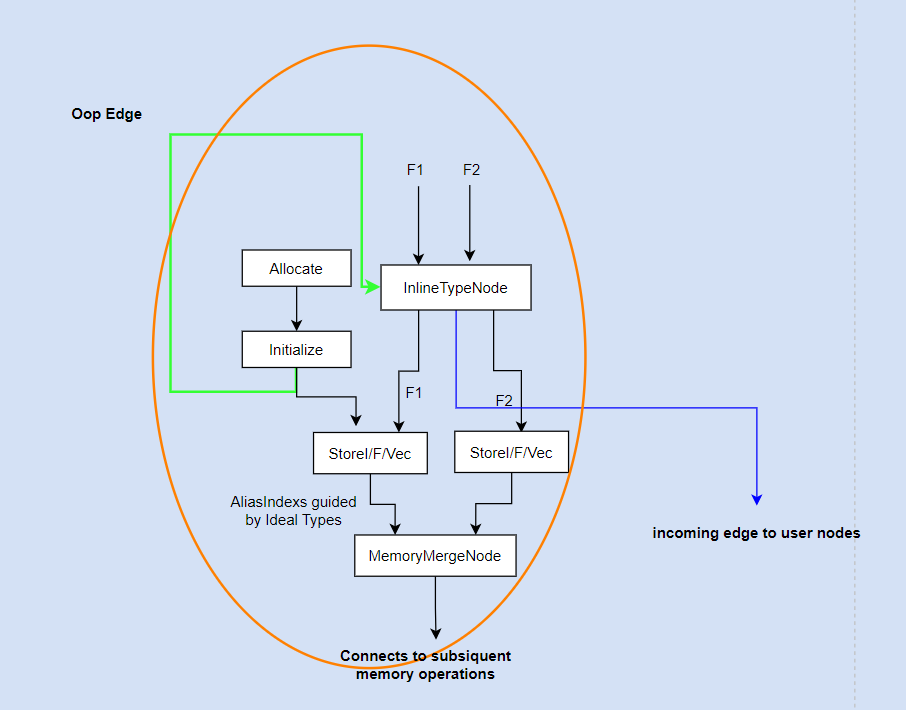 Oop Edge
F1
F2
Allocate
InlineTypeNode
Initialize
F1
F2
StoreI/F/Vec
StoreI/F/Vec
AliasIndexs guided
by Ideal Types
incoming edge to user nodes
MemoryMergeNode
Connects to subsiquent
memory operations